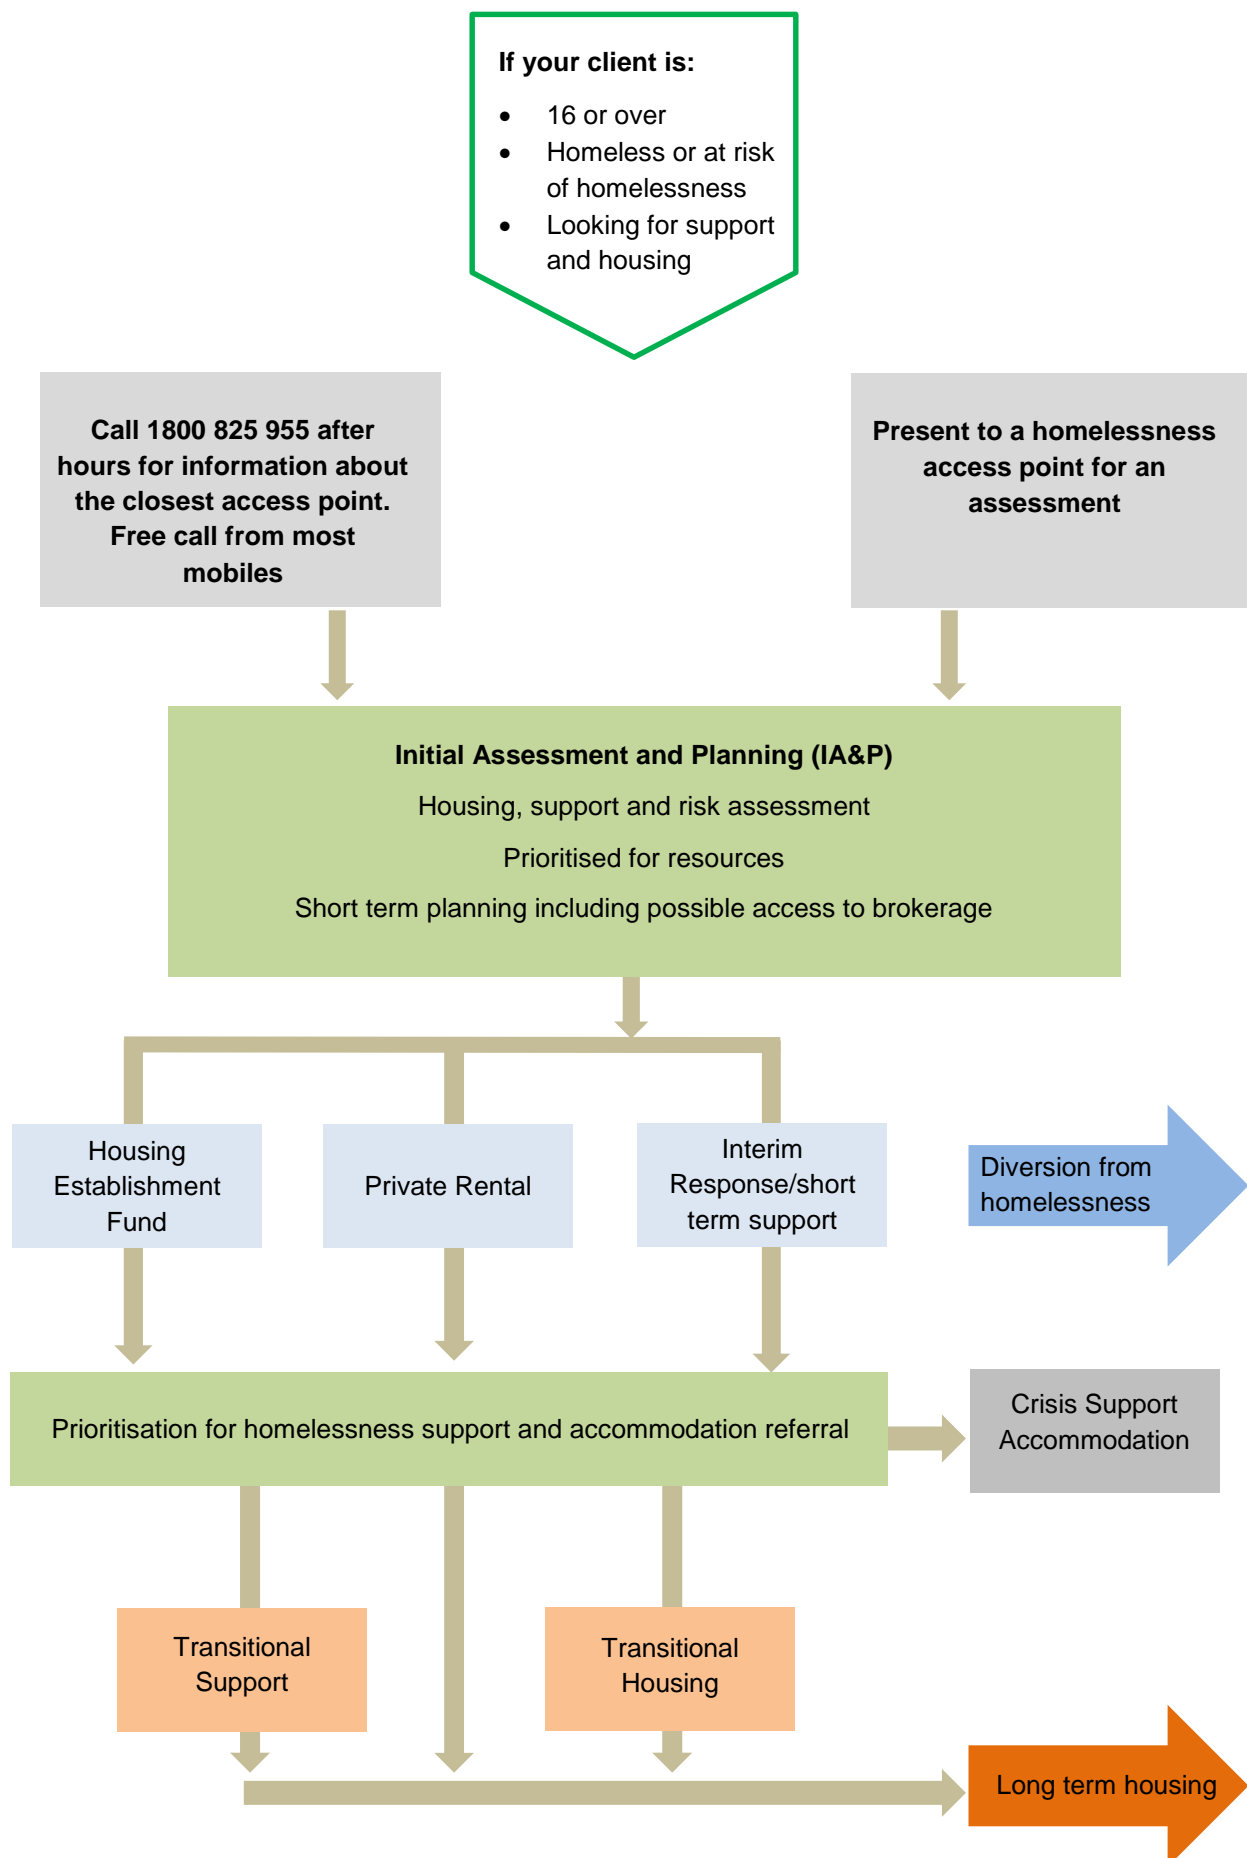 If your client is:
• 16 or over
• Homeless or at risk
of homelessness
• Looking for support
and housing
Call 1800 825 955 after
hours for information about
the closest access point.
Free call from most
mobiles
Present to a homelessness
access point for an
assessment
Initial Assessment and Planning (IA&P)
Housing, support and risk assessment
Prioritised for resources
Short term planning including possible access to brokerage
Housing
Establishment
Fund
Private Rental
Interim
Response/short
term support
Diversion from
homelessness
Prioritisation for homelessness support and accommodation referral
Crisis Support
Accommodation
Transitional
Support
Transitional
Housing
Long term housing